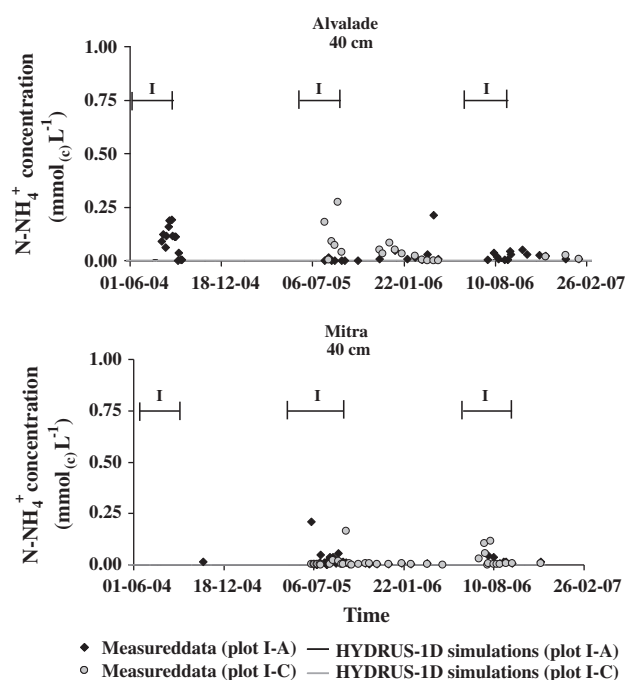 Alvalade
40 cm
1.00
I I I
0.75
0.50
0.25
0.00
N-NH₄⁺ concentration
(mmol₍c₎L⁻¹)
01-06-04 18-12-04 06-07-05 22-01-06 10-08-06 26-02-07
Mitra
40 cm
1.00
I I I
0.75
0.50
0.25
0.00
N-NH₄⁺ concentration
(mmol₍c₎L⁻¹)
01-06-04 18-12-04 06-07-05 22-01-06 10-08-06 26-02-07
Time
Measureddata (plot I-A) HYDRUS-1D simulations (plot I-A)
Measureddata (plot I-C) HYDRUS-1D simulations (plot I-C)